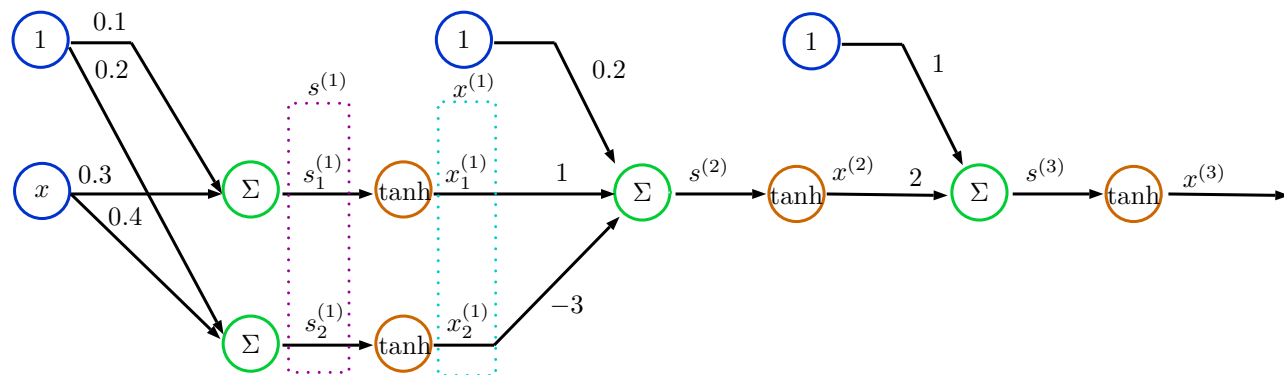 1 0.1 0.2 s^{(1)} 1 x^{(1)} 0.2 1 1
x 0.3 0.4 Σ s_1^{(1)} tanh x_1^{(1)} 1 Σ s^{(2)} tanh x^{(2)} 2 Σ s^{(3)} tanh x^{(3)}
Σ s_2^{(1)} tanh x_2^{(1)} −3